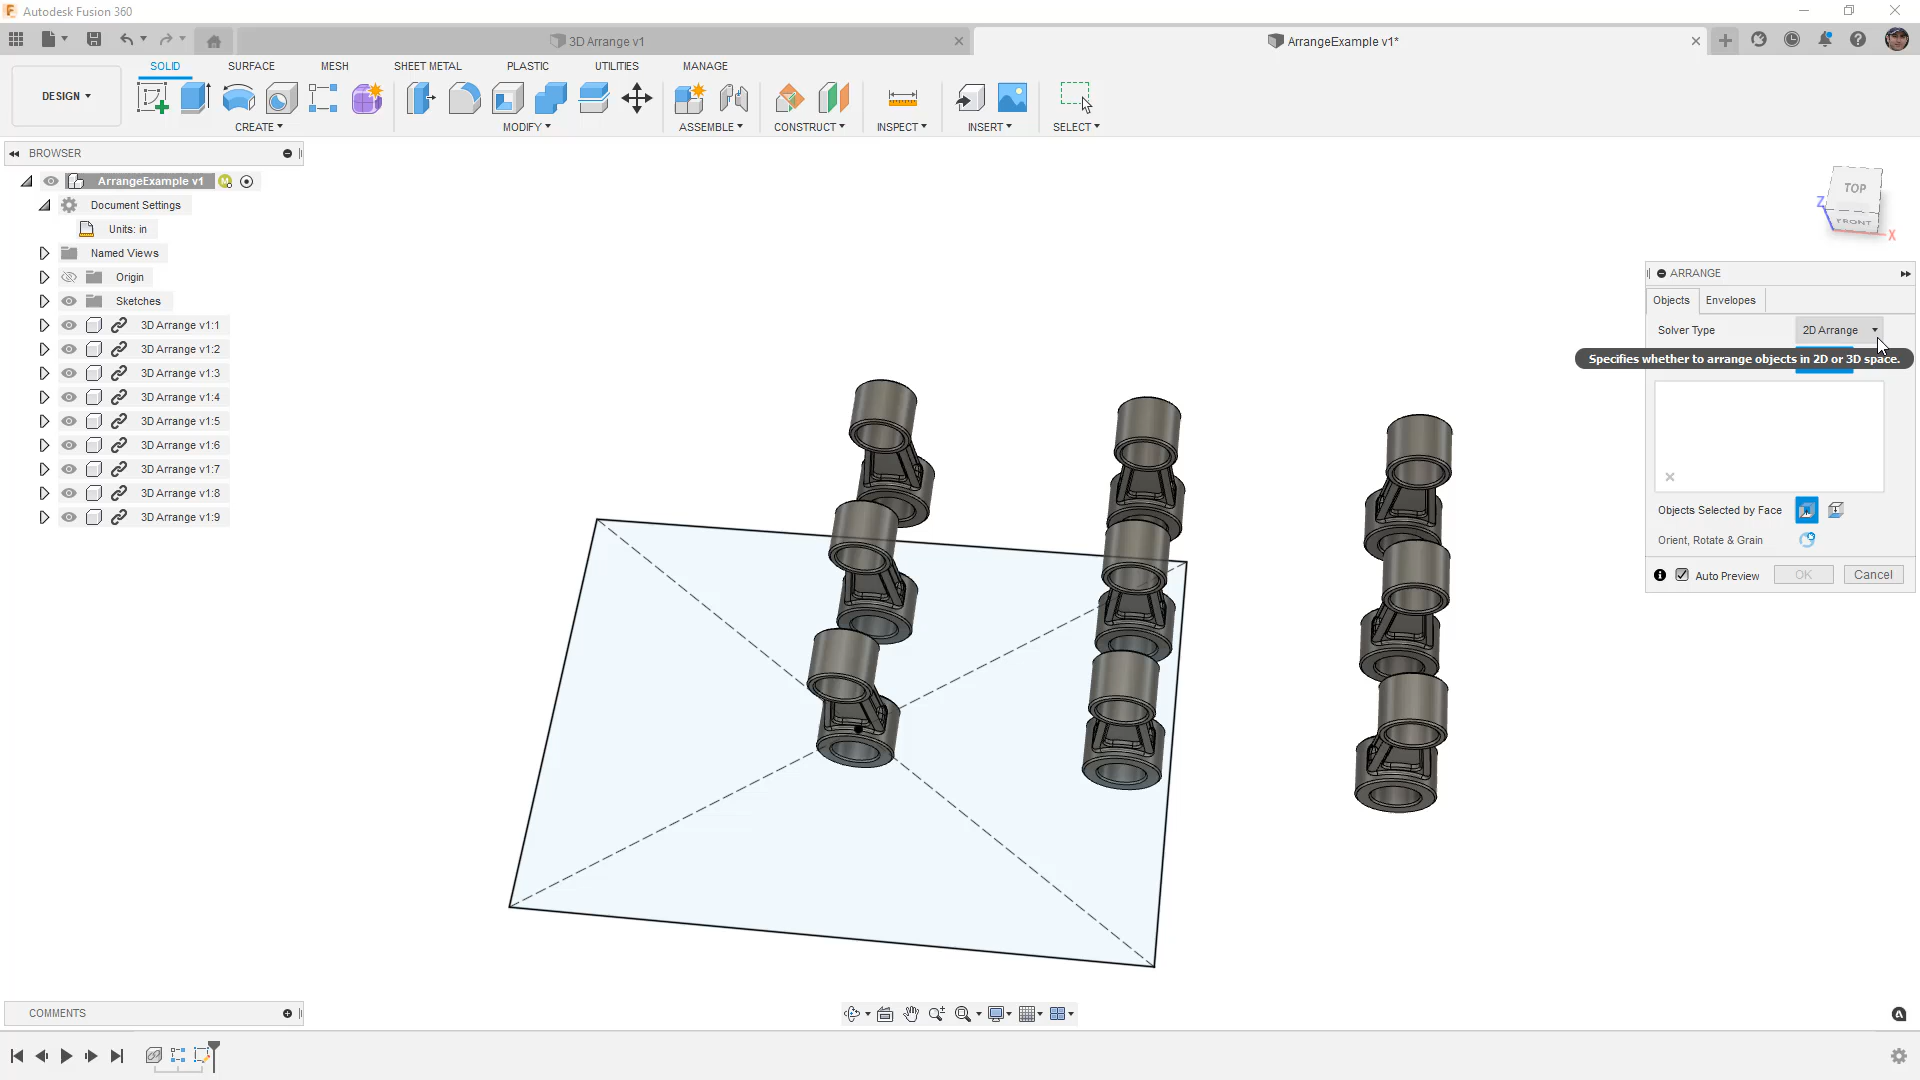 Autodesk Fusion 360
3D Arrange v1
ArrangeExample v1*
DESIGN
SOLID
SURFACE
MESH
SHEET METAL
PLASTIC
UTILITIES
MANAGE
CREATE
MODIFY
ASSEMBLE
CONSTRUCT
INSPECT
INSERT
SELECT
BROWSER
ArrangeExample v1
Document Settings
Units: in
Named Views
Origin
Sketches
3D Arrange v1:1
3D Arrange v1:2
3D Arrange v1:3
3D Arrange v1:4
3D Arrange v1:5
3D Arrange v1:6
3D Arrange v1:7
3D Arrange v1:8
3D Arrange v1:9
TOP
FRONT
Z
X
ARRANGE
Objects
Envelopes
Solver Type
2D Arrange
Specifies whether to arrange objects in 2D or 3D space.
Objects Selected by Face
Orient, Rotate & Grain
Auto Preview
OK
Cancel
COMMENTS